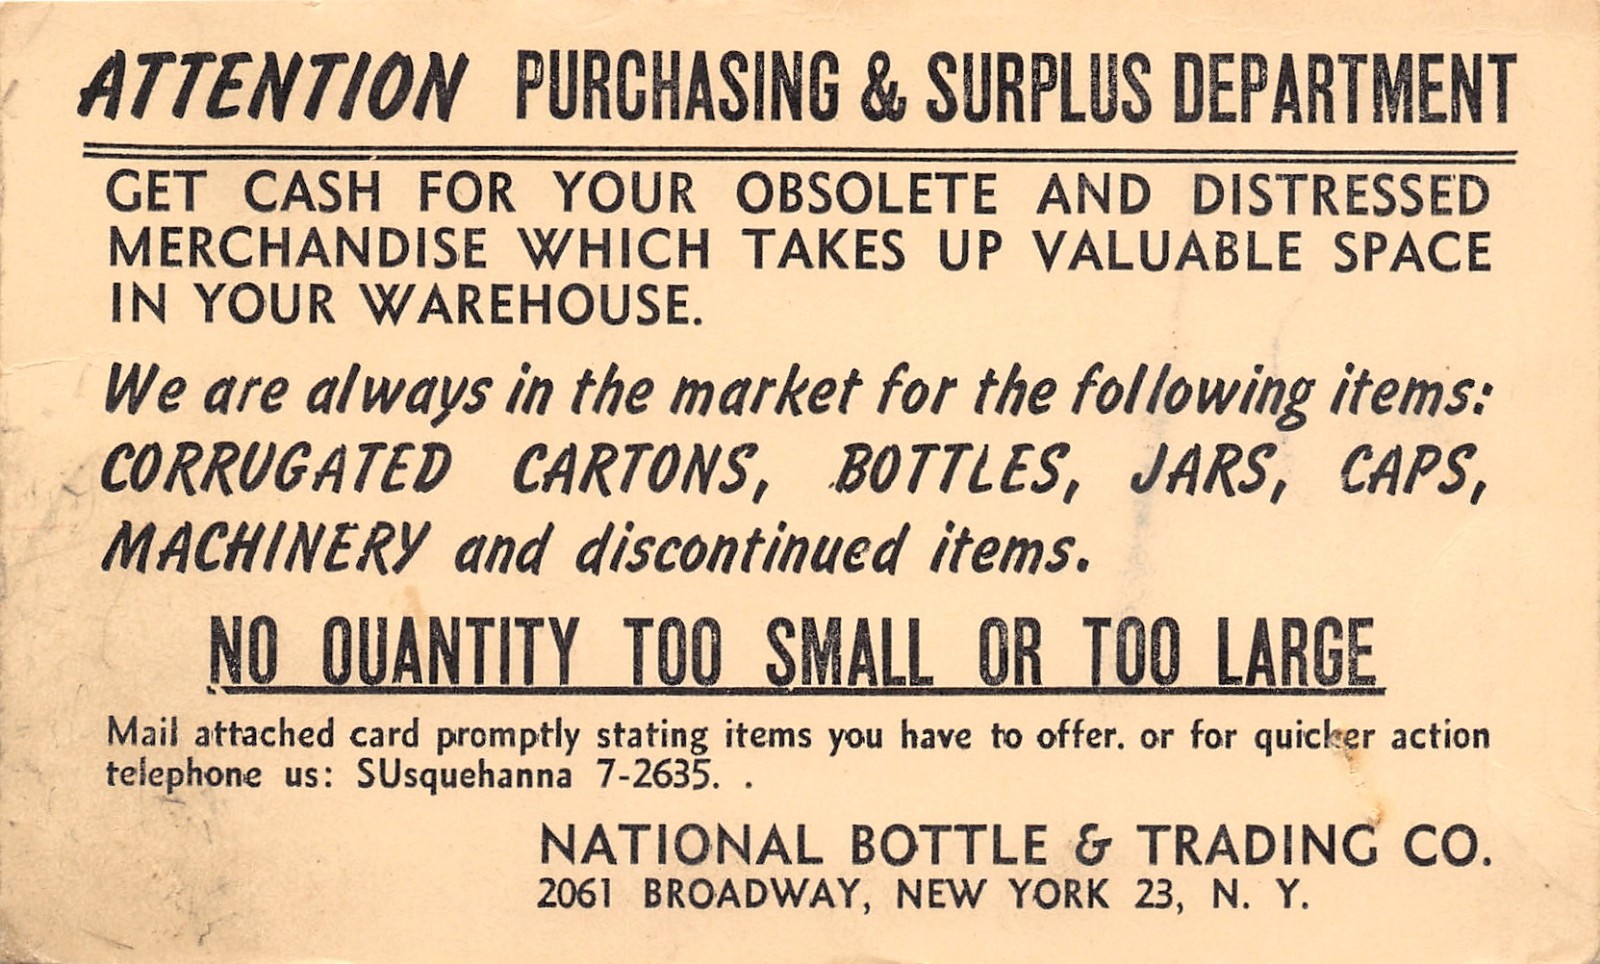 ATTENTION PURCHASING & SURPLUS DEPARTMENT
GET CASH FOR YOUR OBSOLETE AND DISTRESSED
MERCHANDISE WHICH TAKES UP VALUABLE SPACE
IN YOUR WAREHOUSE.
We are always in the market for the following items:
CORRUGATED CARTONS, BOTTLES, JARS, CAPS,
MACHINERY and discontinued items.
NO QUANTITY TOO SMALL OR TOO LARGE
Mail attached card promptly stating items you have to offer. or for quicker action
telephone us: SUsquehanna 7-2635. .
NATIONAL BOTTLE & TRADING CO.
2061 BROADWAY, NEW YORK 23, N. Y.